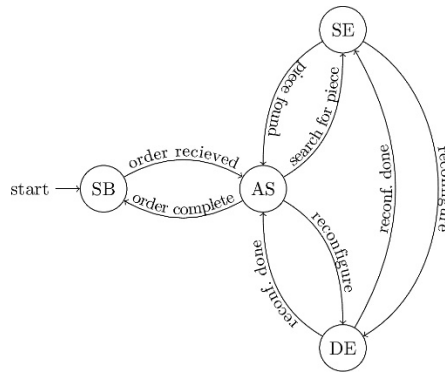 SE
piece found
search for piece
order recieved
start
SB
AS
order complete
reconf. done
reconfigure
reconfigure
reconf. done
DE